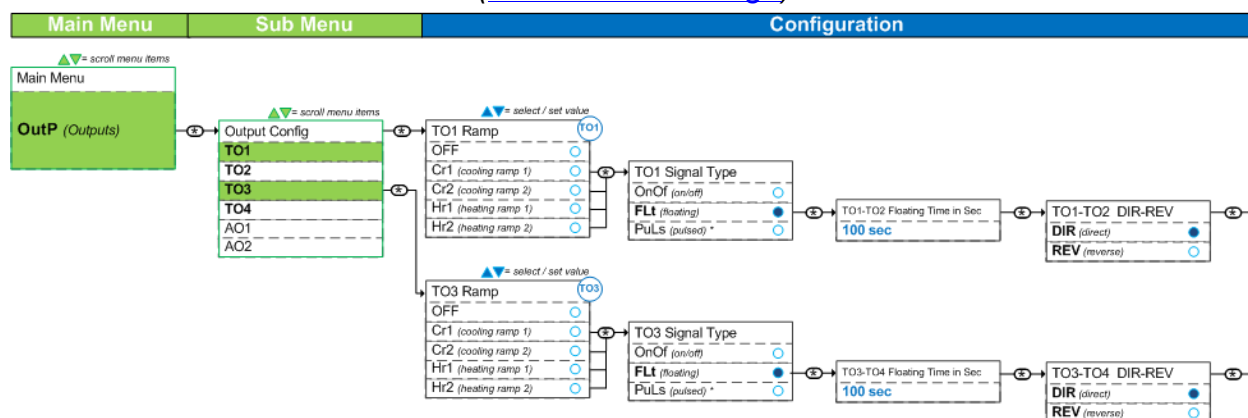 Main Menu Sub Menu Configuration
= scroll menu items
Main Menu
OutP (Outputs)
= scroll menu items
Output Config
TO1
TO2
TO3
TO4
AO1
AO2
= select / set value
TO1 Ramp TO1
OFF
Cr1 (cooling ramp 1)
Cr2 (cooling ramp 2)
Hr1 (heating ramp 1)
Hr2 (heating ramp 2)
TO1 Signal Type
OnOf (on/off)
FLt (floating)
PuLs (pulsed) *
TO1-TO2 Floating Time in Sec
100 sec
TO1-TO2 DIR-REV
DIR (direct)
REV (reverse)
= select / set value
TO3 Ramp TO3
OFF
Cr1 (cooling ramp 1)
Cr2 (cooling ramp 2)
Hr1 (heating ramp 1)
Hr2 (heating ramp 2)
TO3 Signal Type
OnOf (on/off)
FLt (floating)
PuLs (pulsed) *
TO3-TO4 Floating Time in Sec
100 sec
TO3-TO4 DIR-REV
DIR (direct)
REV (reverse)